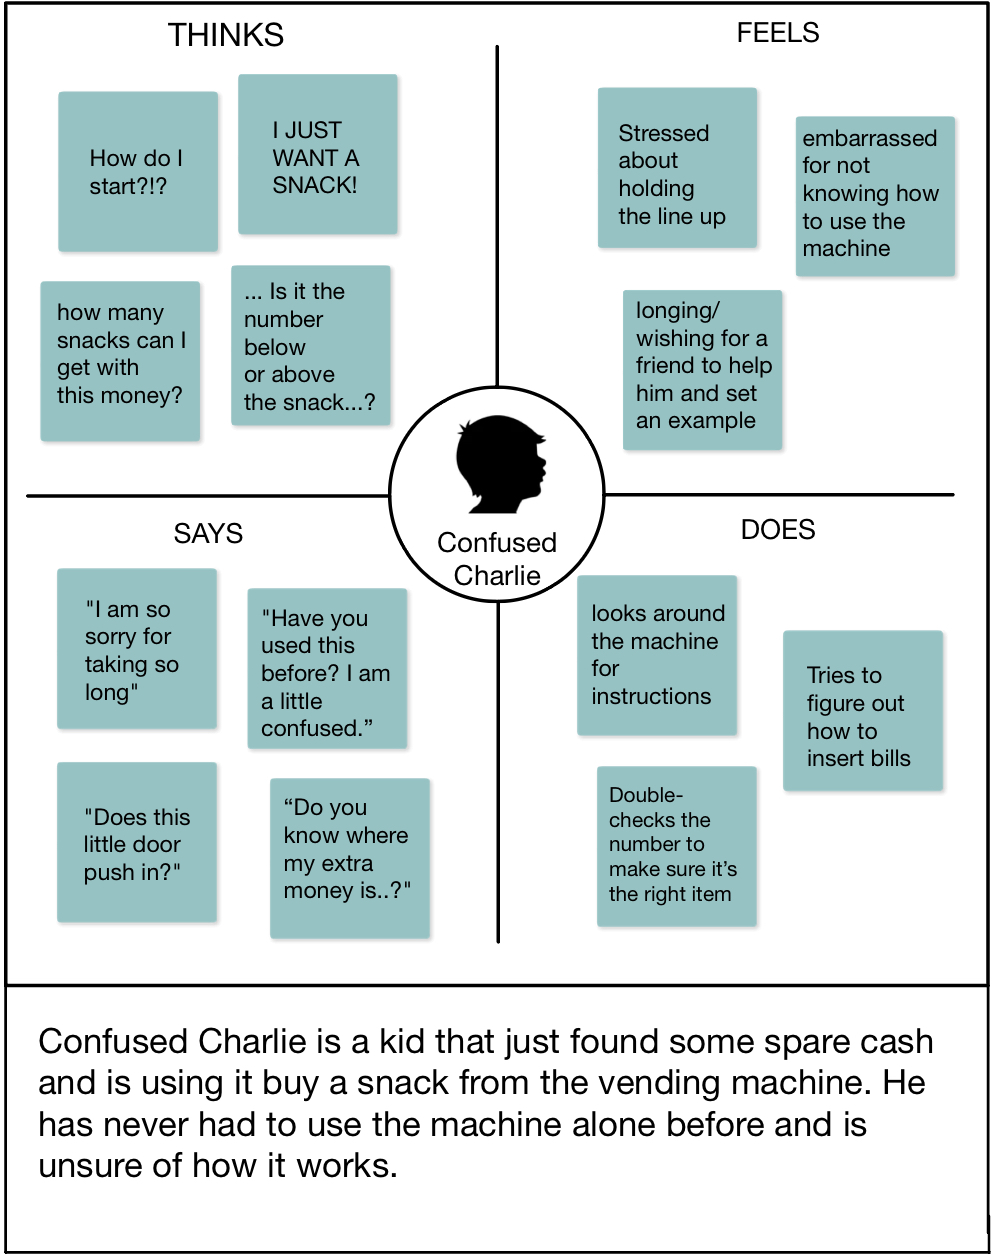 THINKS
How do I
start?!?
I JUST
WANT A
SNACK!
how many
snacks can I
get with
this money?
... Is it the
number
below
or above
the snack...?
FEELS
Stressed
about
holding
the line up
embarrassed
for not
knowing how
to use the
machine
longing/
wishing for a
friend to help
him and set
an example
Confused
Charlie
SAYS
"I am so
sorry for
taking so
long"
"Have you
used this
before? I am
a little
confused.”
"Does this
little door
push in?"
“Do you
know where
my extra
money is..?"
DOES
looks around
the machine
for
instructions
Tries to
figure out
how to
insert bills
Double-
checks the
number to
make sure it’s
the right item
Confused Charlie is a kid that just found some spare cash
and is using it buy a snack from the vending machine. He
has never had to use the machine alone before and is
unsure of how it works.